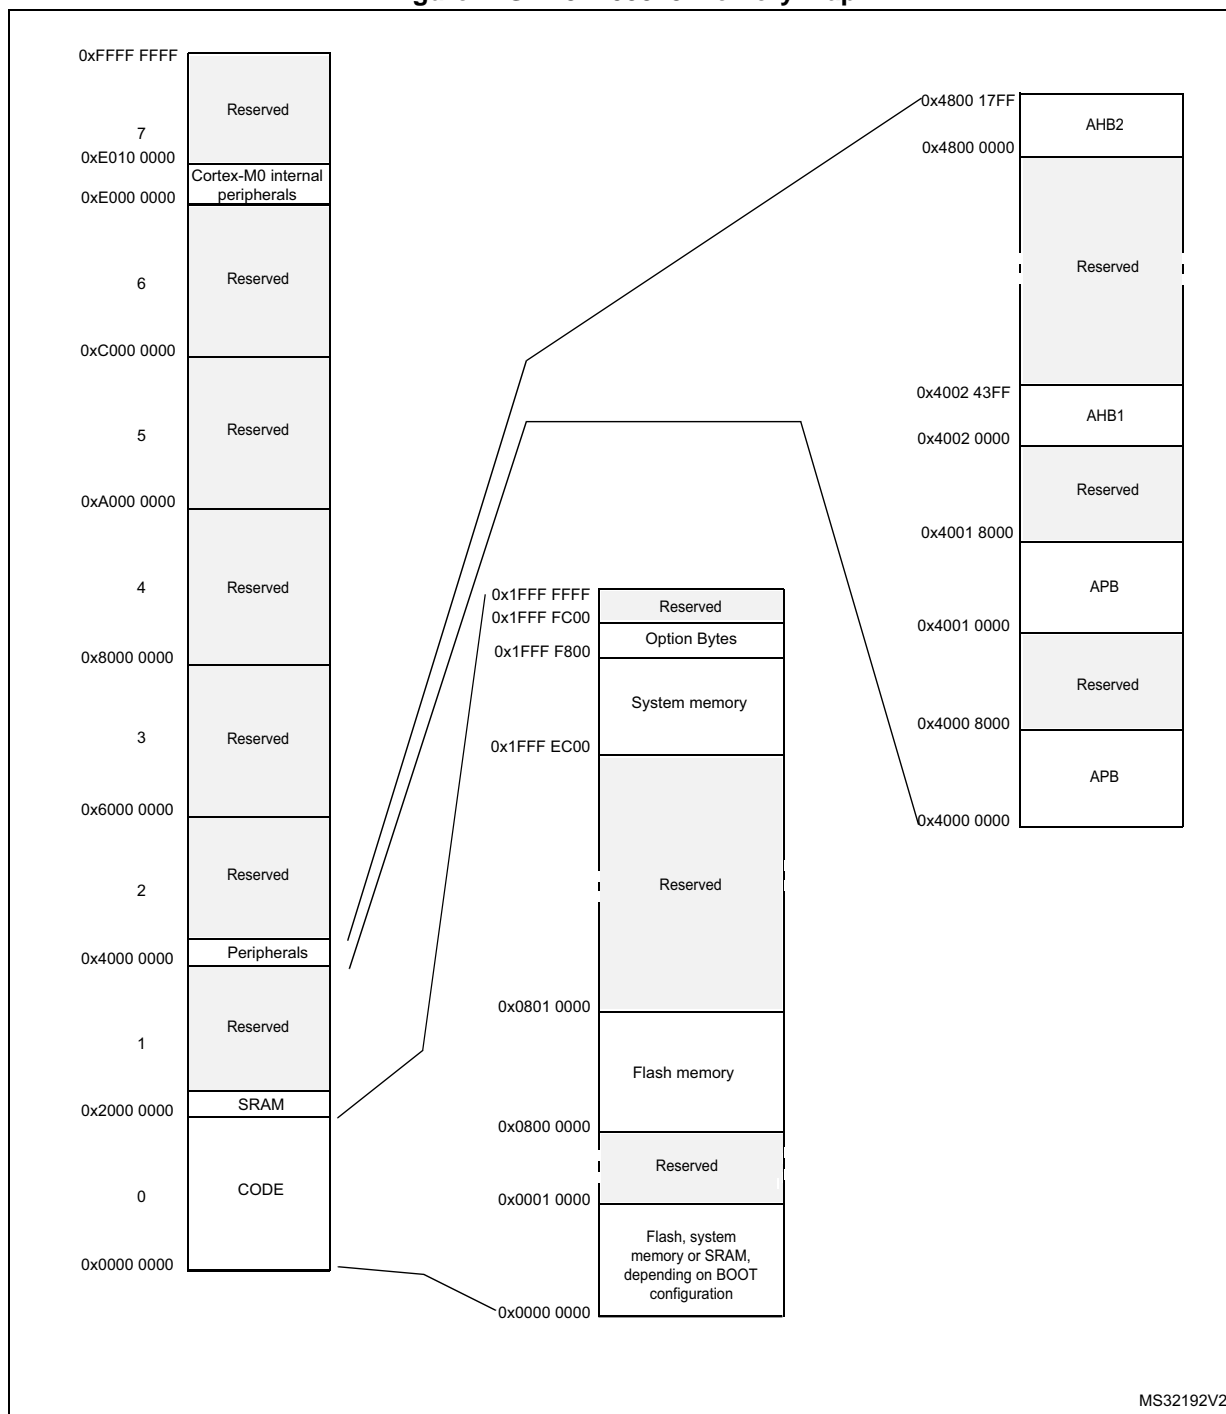 0xFFFF FFFF
Reserved
7
0xE010 0000
Cortex-M0 internal
peripherals
0xE000 0000
6
Reserved
0xC000 0000
5
Reserved
0xA000 0000
4
Reserved
0x8000 0000
3
Reserved
0x6000 0000
2
Reserved
Peripherals
0x4000 0000
Reserved
1
SRAM
0x2000 0000
CODE
0
0x0000 0000
0x1FFF FFFF
Reserved
0x1FFF FC00
Option Bytes
0x1FFF F800
System memory
0x1FFF EC00
Reserved
0x0801 0000
Flash memory
0x0800 0000
Reserved
0x0001 0000
Flash, system
memory or SRAM,
depending on BOOT
configuration
0x0000 0000
0x4800 17FF
AHB2
0x4800 0000
Reserved
0x4002 43FF
AHB1
0x4002 0000
Reserved
0x4001 8000
APB
0x4001 0000
Reserved
0x4000 8000
APB
0x4000 0000
MS32192V2